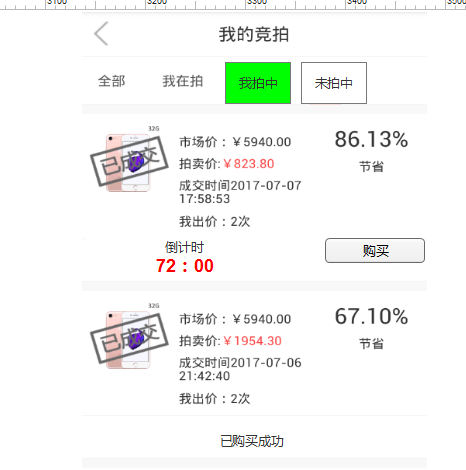 3100 3200 3300 3400 3500
我的竞拍
全部 我在拍 我拍中 未拍中
32G
市场价：￥5940.00
86.13%
已成交
拍卖价:￥823.80
节省
成交时间2017-07-07
17:58:53
我出价：2次
倒计时
购买
72：00
32G
市场价：￥5940.00
67.10%
已成交
拍卖价:￥1954.30
节省
成交时间2017-07-06
21:42:40
我出价：2次
已购买成功